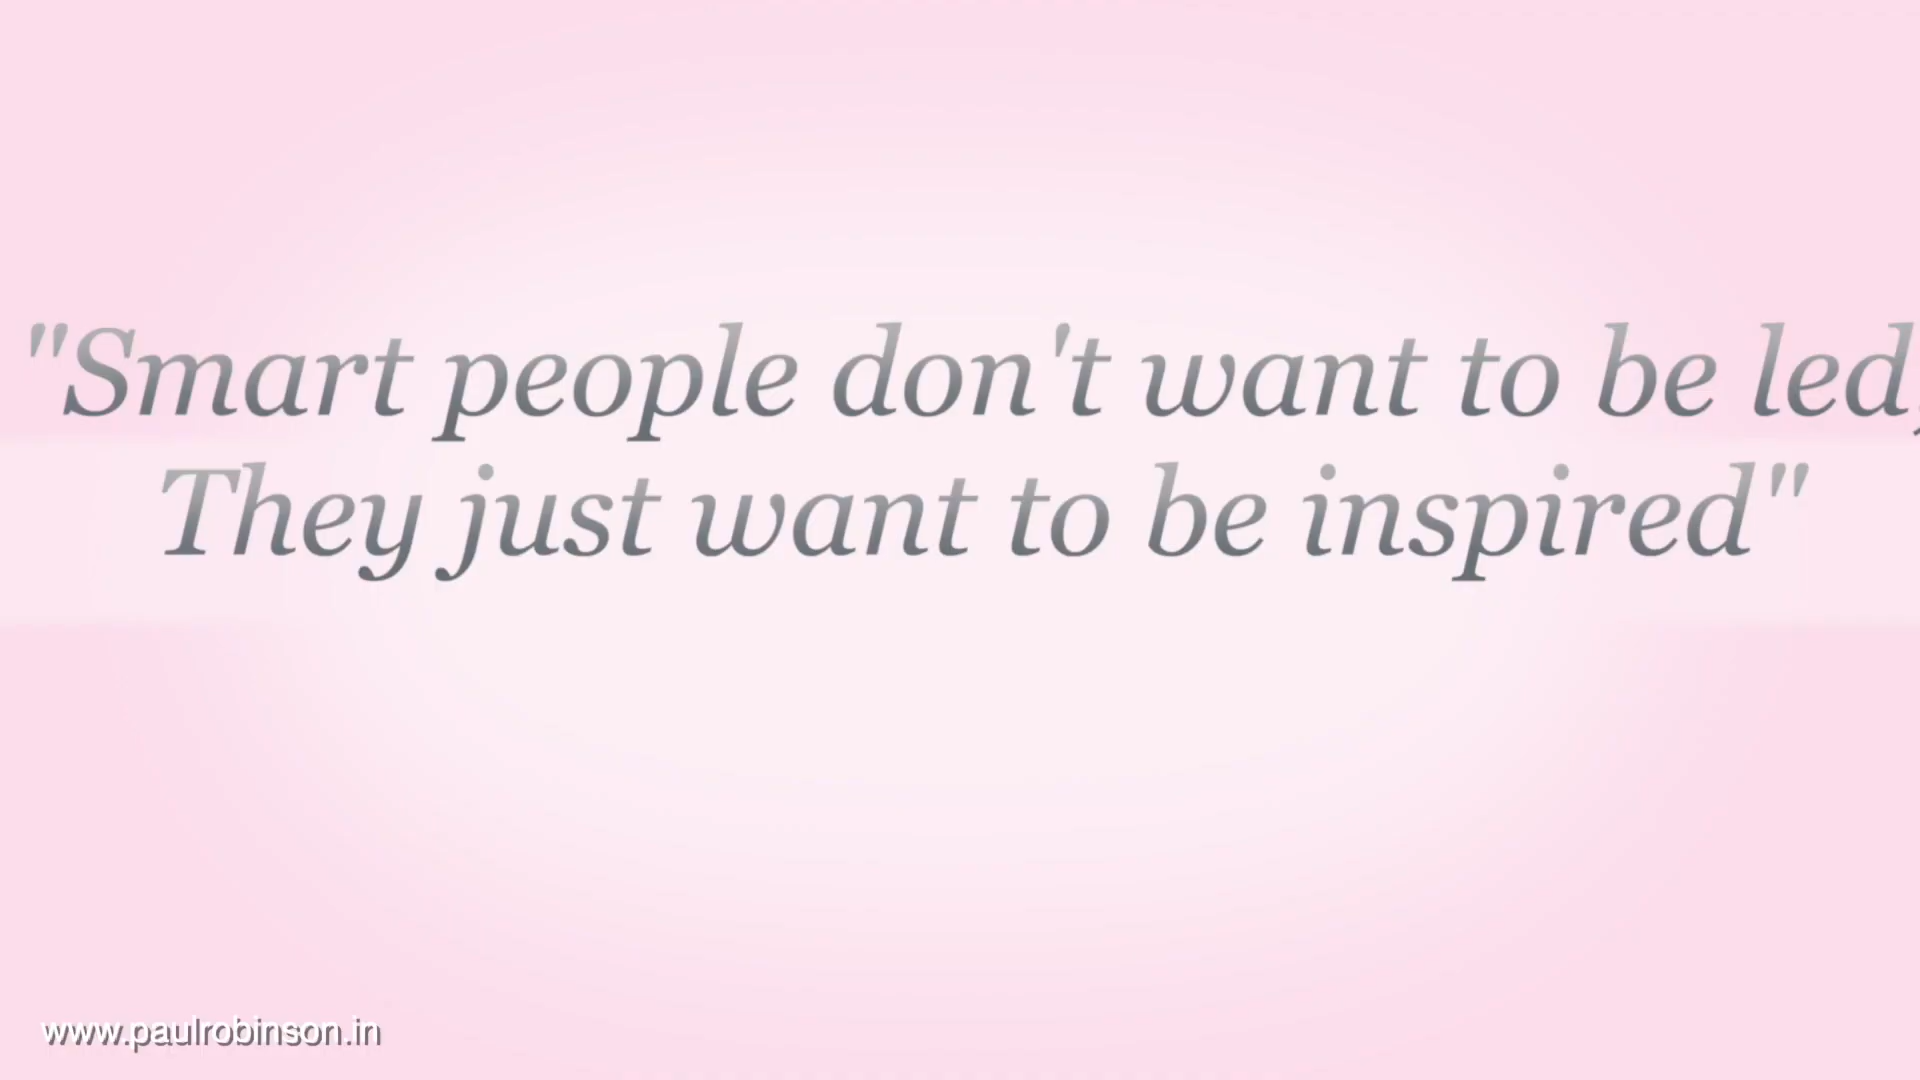 "Smart people don't want to be led,
They just want to be inspired"
www.paulrobinson.in